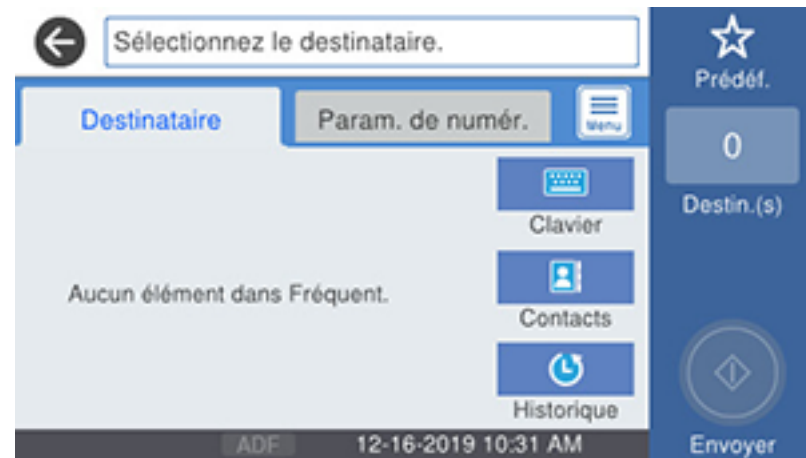 Sélectionnez le destinataire.
Prédéf.
Destinataire
Param. de numér.
Menu
0
Destin.(s)
Clavier
Aucun élément dans Fréquent.
Contacts
Historique
ADF
12-16-2019 10:31 AM
Envoyer